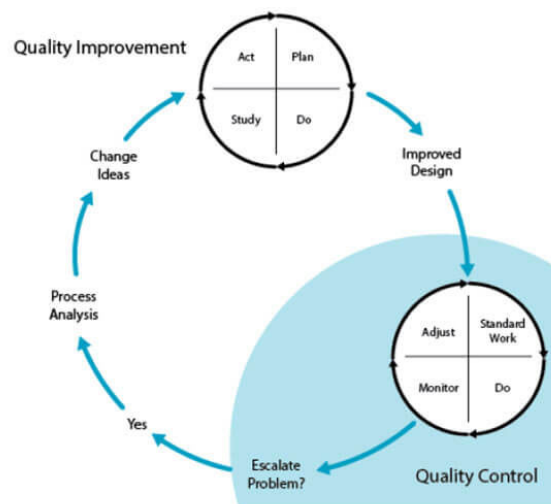 Quality Improvement
Act
Plan
Study
Do
Improved
Design
Adjust
Standard
Work
Monitor
Do
Quality Control
Escalate
Problem?
Yes
Process
Analysis
Change
Ideas